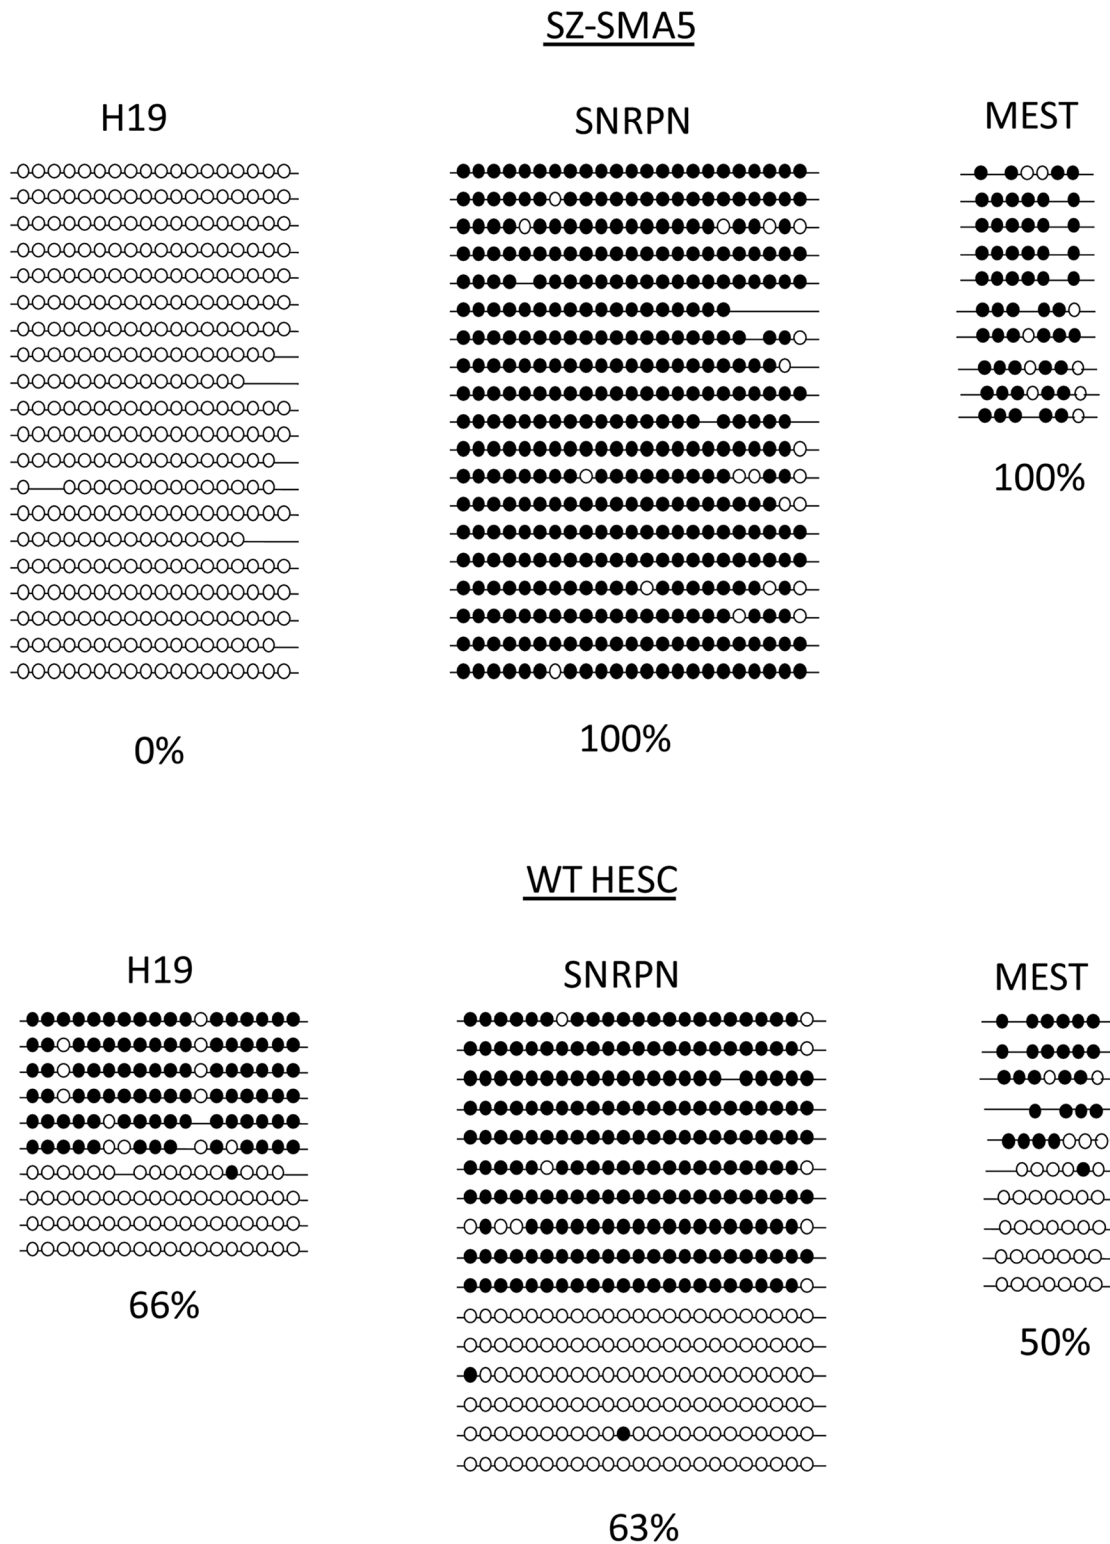 SZ-SMA5
H19 SNRPN MEST
100%
0% 100%
WT HESC
H19 SNRPN MEST
66%
50%
63%